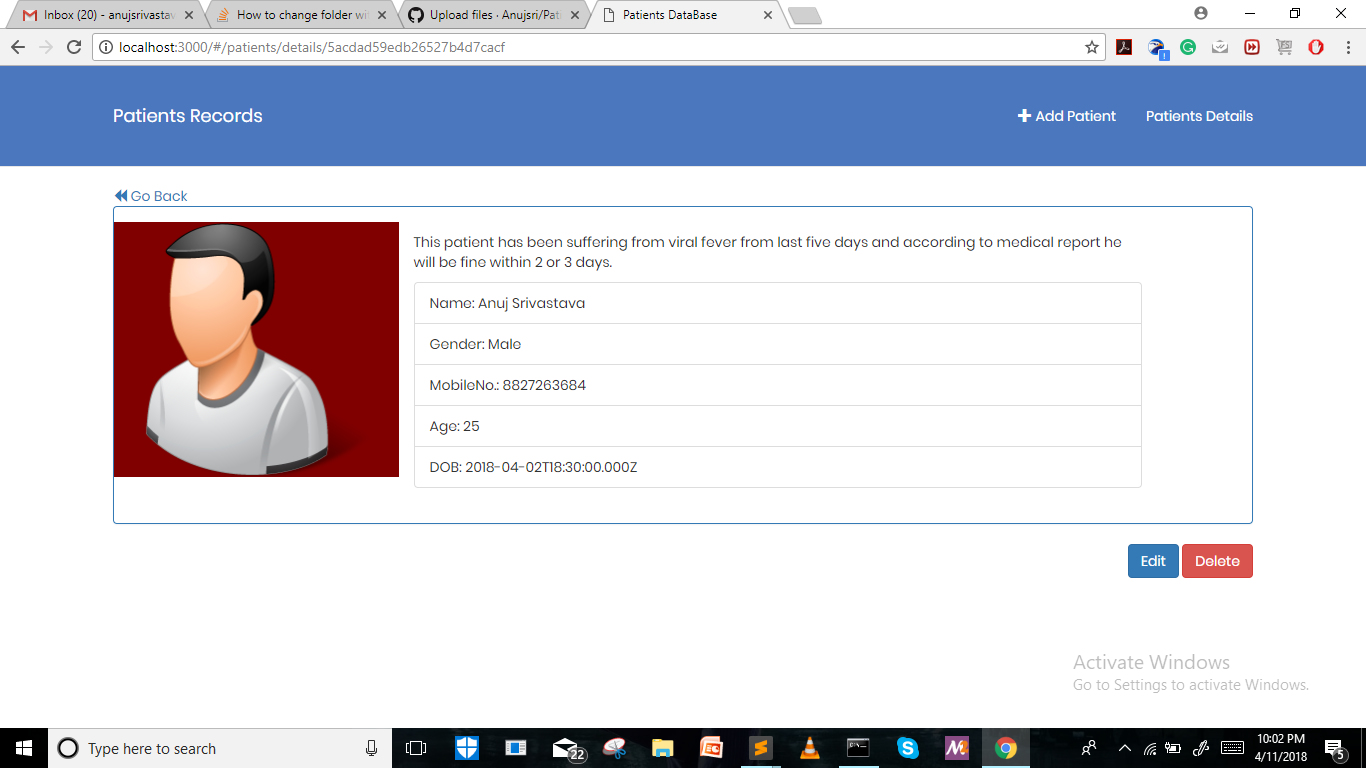 Inbox (20) - anujsrivastav
How to change folder wi
Upload files · Anujsri/Pat
Patients DataBase
localhost:3000/#/patients/details/5acdad59edb26527b4d7cacf
Patients Records
Add Patient
Patients Details
Go Back
This patient has been suffering from viral fever from last five days and according to medical report he
will be fine within 2 or 3 days.
Name: Anuj Srivastava
Gender: Male
MobileNo.: 8827263684
Age: 25
DOB: 2018-04-02T18:30:00.000Z
Edit
Delete
Activate Windows
Go to Settings to activate Windows.
Type here to search
22
10:02 PM
4/11/2018
5